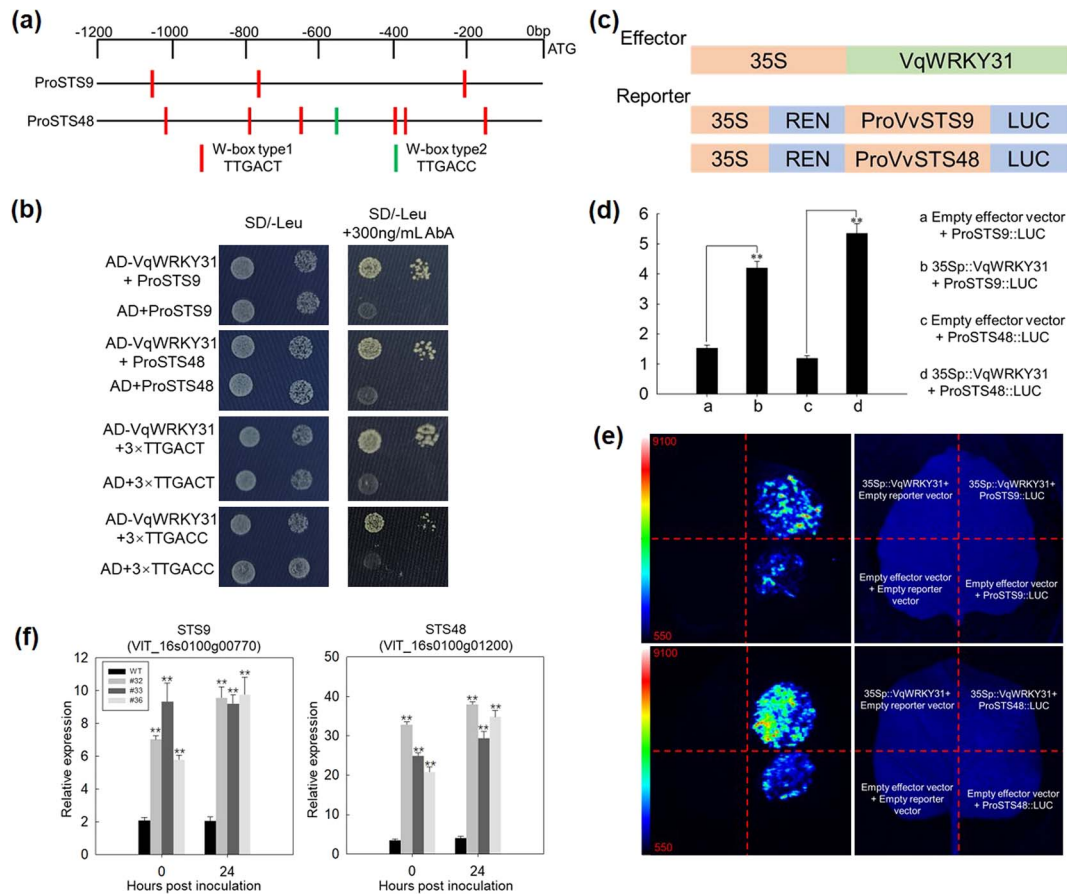 (a)
-1200 -1000 -800 -600 -400 -200 0bp
ATG
ProSTS9
ProSTS48
W-box type1
TTGACT
W-box type2
TTGACC
(b)
SD/-Leu
SD/-Leu
+300ng/mL AbA
AD-VqWRKY31
+ ProSTS9
AD+ProSTS9
AD-VqWRKY31
+ ProSTS48
AD+ProSTS48
AD-VqWRKY31
+3×TTGACT
AD+3×TTGACT
AD-VqWRKY31
+3×TTGACC
AD+3×TTGACC
(c)
Effector
35S VqWRKY31
Reporter
35S REN ProVvSTS9 LUC
35S REN ProVvSTS48 LUC
(d)
6
5
4
3
2
1
0
** **
a b c d
a Empty effector vector
+ ProSTS9::LUC
b 35Sp::VqWRKY31
+ ProSTS9::LUC
c Empty effector vector
+ ProSTS48::LUC
d 35Sp::VqWRKY31
+ ProSTS48::LUC
(e)
9100
550
35Sp::VqWRKY31+
Empty reporter vector
35Sp::VqWRKY31+
ProSTS9::LUC
Empty effector vector
+ Empty reporter
vector
Empty effector vector
+ ProSTS9::LUC
9100
550
35Sp::VqWRKY31+
Empty reporter vector
35Sp::VqWRKY31+
ProSTS48::LUC
Empty effector vector
+ Empty reporter
vector
Empty effector vector
+ ProSTS48::LUC
(f)
STS9
(VIT_16s0100g00770)
Relative expression
12
10
8
6
4
2
0
WT
#32
#33
#36
** ** ** ** ** **
0 24
Hours post inoculation
STS48
(VIT_16s0100g01200)
Relative expression
50
40
30
20
10
0
** ** ** ** ** **
0 24
Hours post inoculation